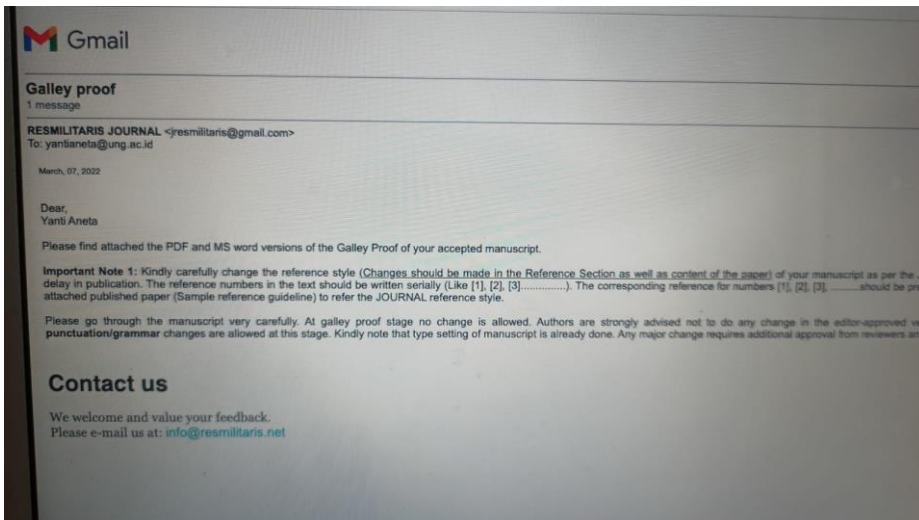 Gmail
Galley proof
1 message
RESMILITARIS JOURNAL <jresmilitaris@gmail.com>
To: yantianeta@ung.ac.id
March, 07, 2022
Dear,
Yanti Aneta
Please find attached the PDF and MS word versions of the Galley Proof of your accepted manuscript.
Important Note 1: Kindly carefully change the reference style (Changes should be made in the Reference Section as well as content of the paper) of your manuscript as per the
delay in publication. The reference numbers in the text should be written serially (Like [1], [2], [3]...............). The corresponding reference for numbers [1], [2], [3], ..........should be
attached published paper (Sample reference guideline) to refer the JOURNAL reference style.
Please go through the manuscript very carefully. At galley proof stage no change is allowed. Authors are strongly advised not to do any change in the editor-approved
punctuation/grammar changes are allowed at this stage. Kindly note that type setting of manuscript is already done. Any major change requires additional approval from reviewers
Contact us
We welcome and value your feedback.
Please e-mail us at: info@resmilitaris.net